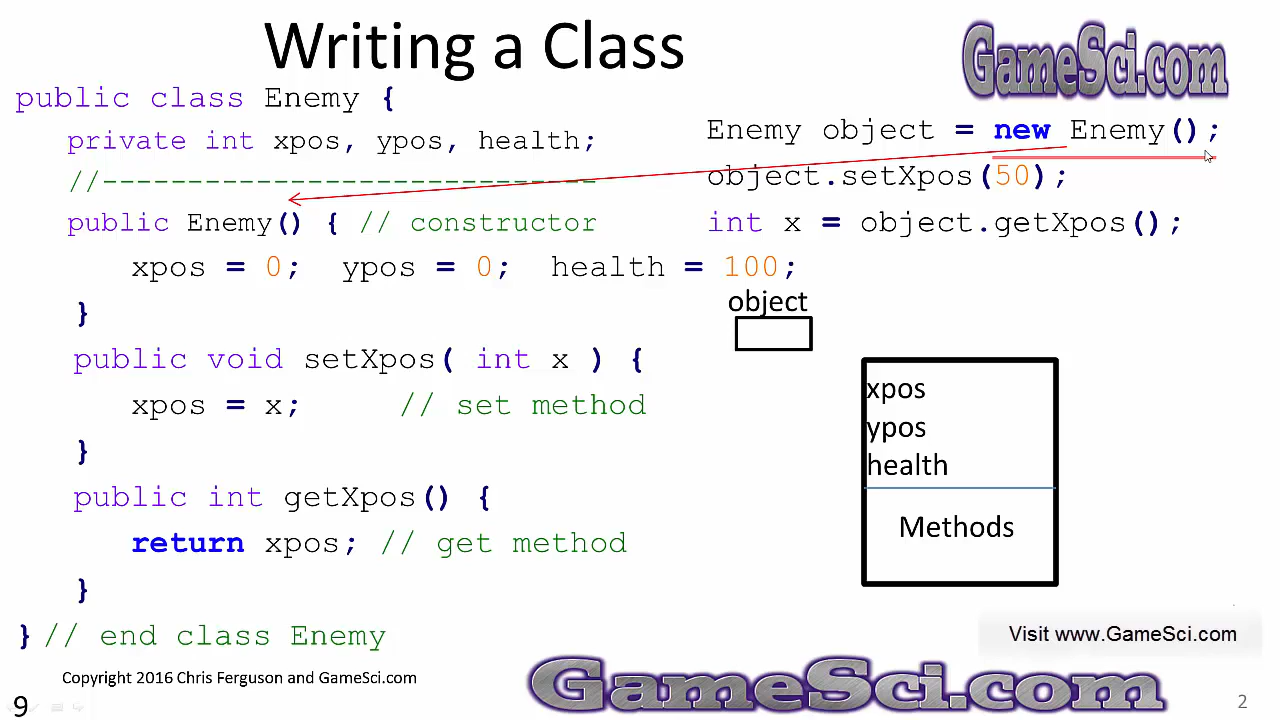 Writing a Class
GameSci.com
public class Enemy {
private int xpos, ypos, health;
//--------------------------
public Enemy() { // constructor
xpos = 0; ypos = 0; health = 100;
}
public void setXpos( int x ) {
xpos = x; // set method
}
public int getXpos() {
return xpos; // get method
}
} // end class Enemy
Enemy object = new Enemy();
object.setXpos(50);
int x = object.getXpos();
object
xpos
ypos
health
Methods
Visit www.GameSci.com
Copyright 2016 Chris Ferguson and GameSci.com
GameSci.com
9
2